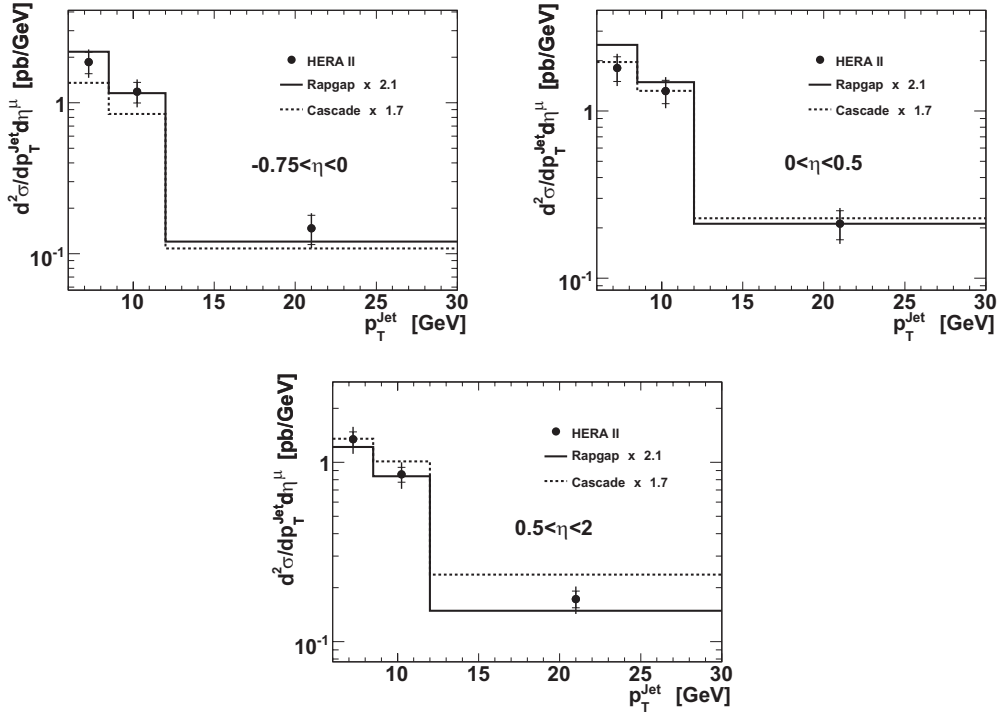 d²σ/dp_T^Jet dη^μ [pb/GeV]
1
10⁻¹
HERA II
Rapgap x 2.1
Cascade x 1.7
-0.75<η<0
10 15 20 25 30
p_T^Jet [GeV]
d²σ/dp_T^Jet dη^μ [pb/GeV]
1
10⁻¹
HERA II
Rapgap x 2.1
Cascade x 1.7
0<η<0.5
10 15 20 25 30
p_T^Jet [GeV]
d²σ/dp_T^Jet dη^μ [pb/GeV]
1
10⁻¹
HERA II
Rapgap x 2.1
Cascade x 1.7
0.5<η<2
10 15 20 25 30
p_T^Jet [GeV]